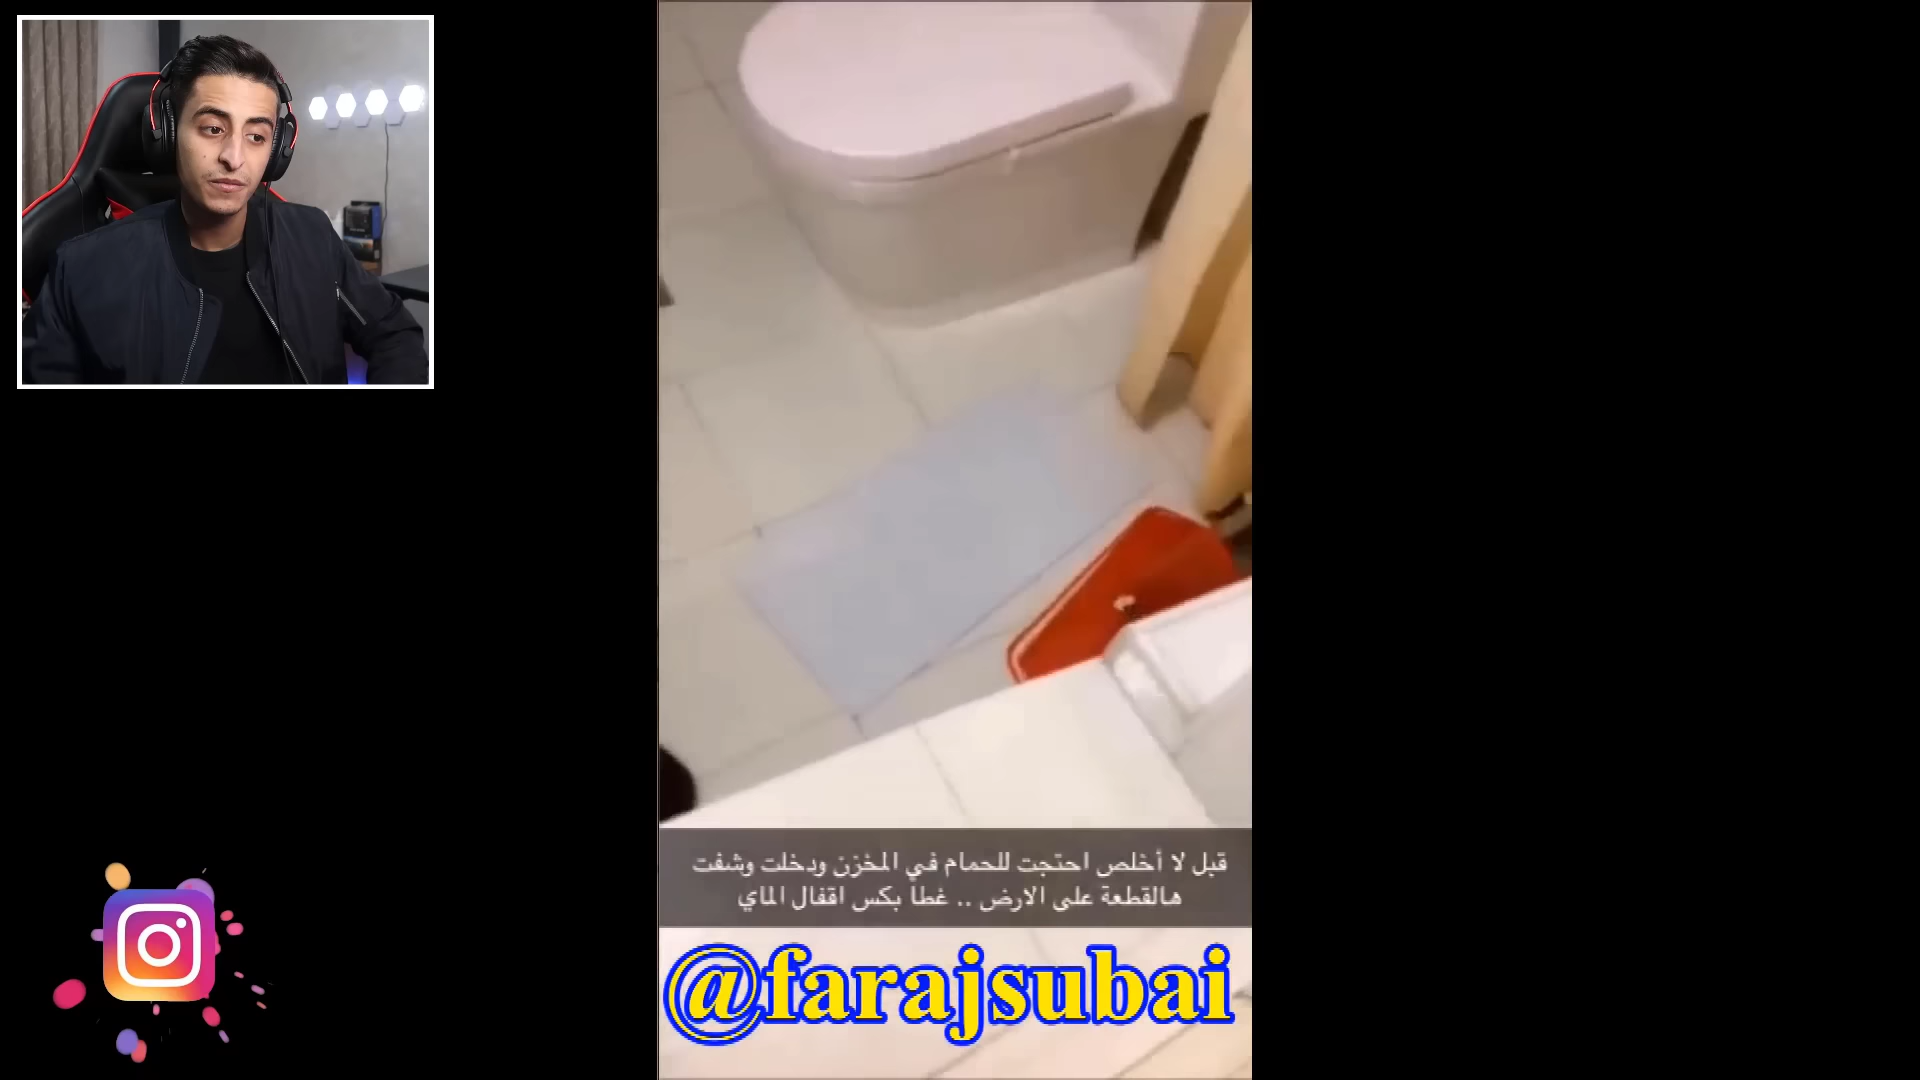 قبل لا أخلص احتجت للحمام في المخزن ودخلت وشفت
هالقطعة على الارض .. غطا بكس اقفال الماي
@farajsubai